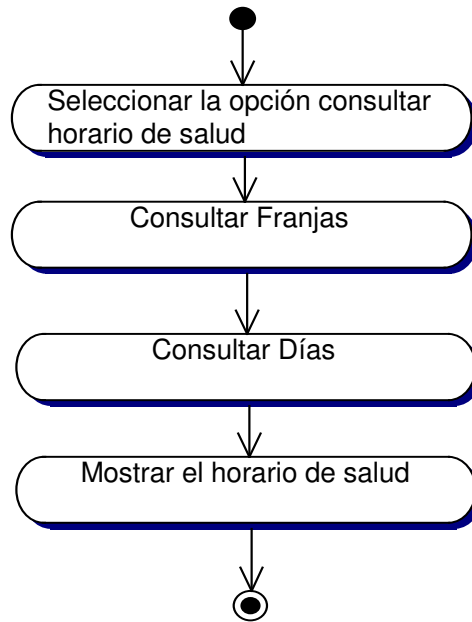 Seleccionar la opción consultar
horario de salud
Consultar Franjas
Consultar Días
Mostrar el horario de salud